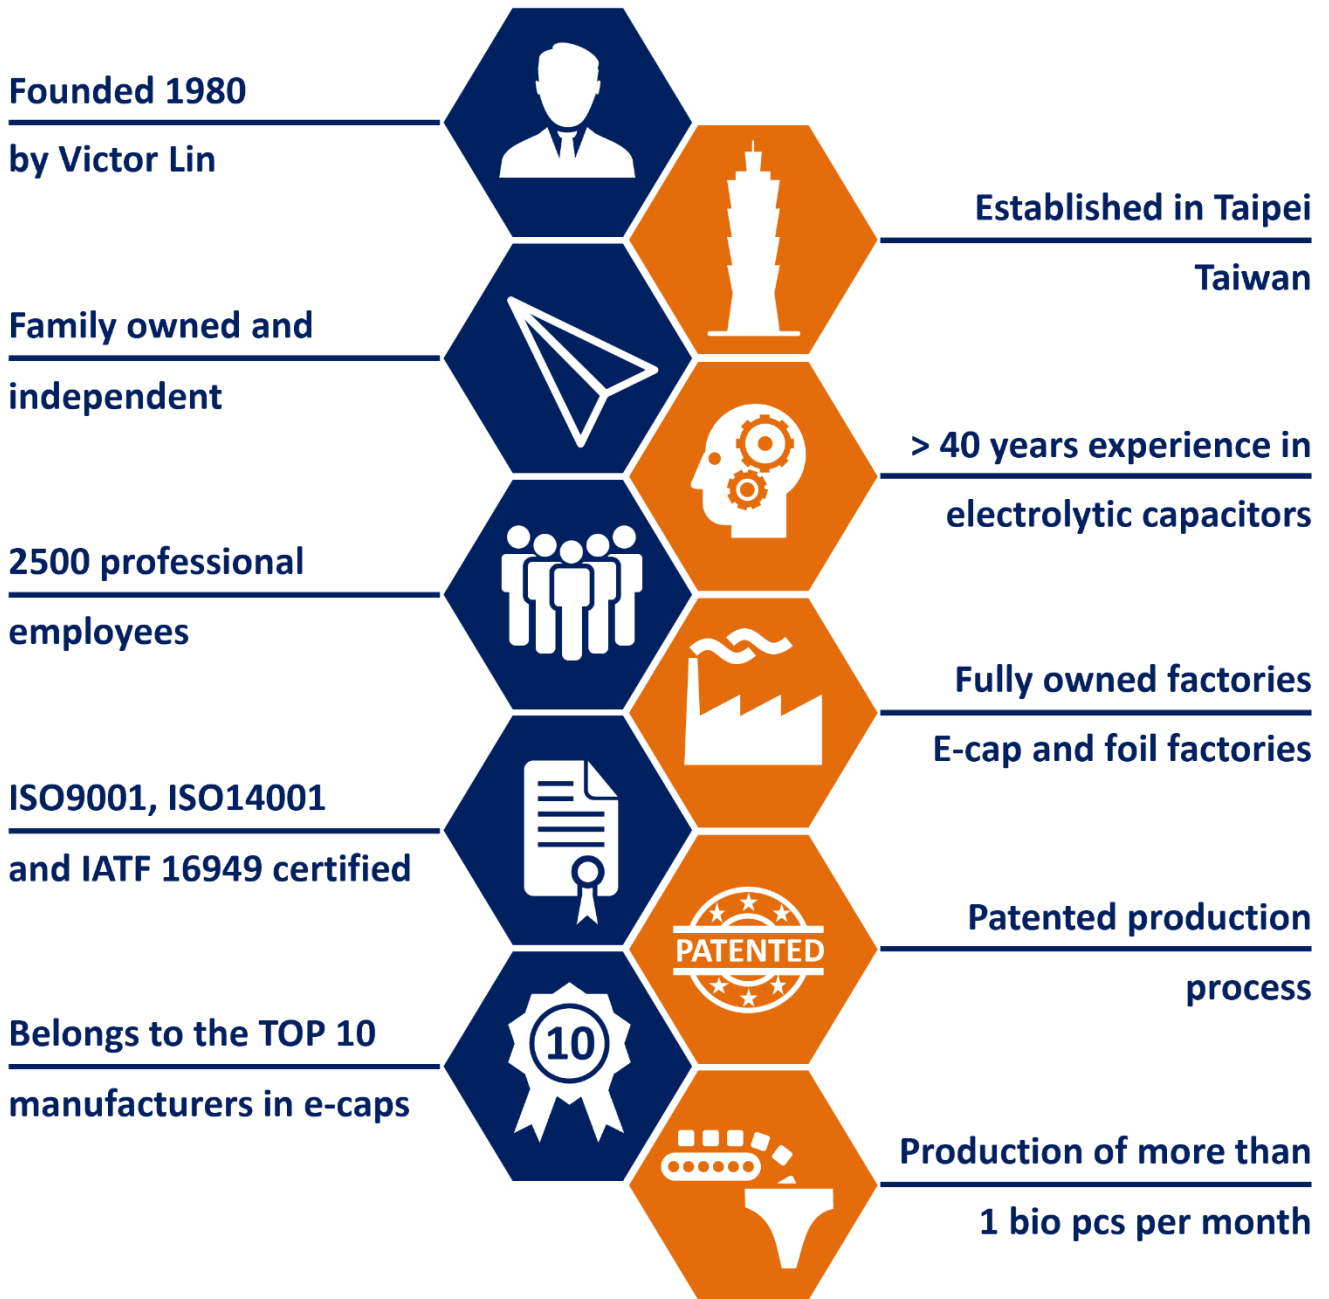 Founded 1980
by Victor Lin
Established in Taipei
Taiwan
Family owned and
independent
> 40 years experience in
electrolytic capacitors
2500 professional
employees
Fully owned factories
E-cap and foil factories
ISO9001, ISO14001
and IATF 16949 certified
PATENTED
Patented production
process
Belongs to the TOP 10
manufacturers in e-caps
10
Production of more than
1 bio pcs per month